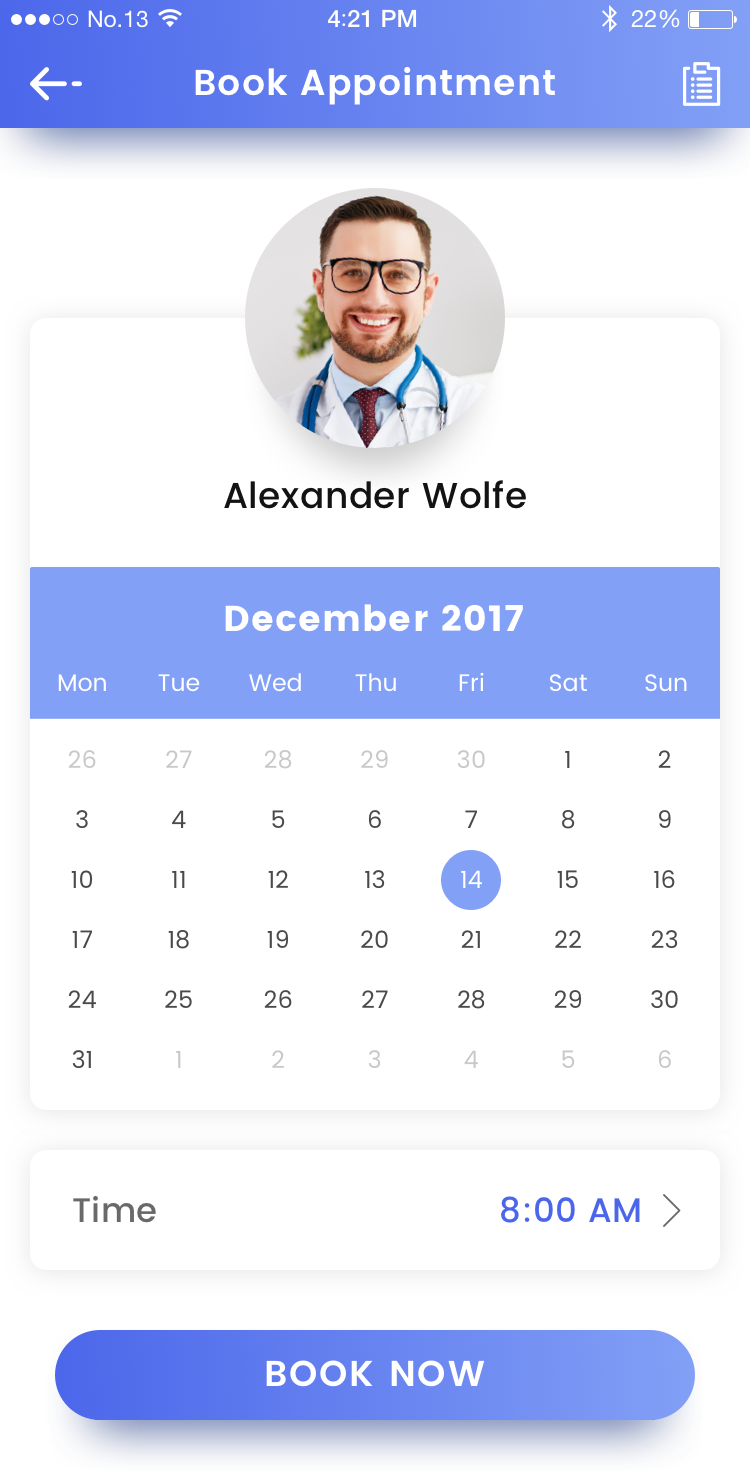 No.13 4:21 PM 22%
Book Appointment
Alexander Wolfe
December 2017
Mon Tue Wed Thu Fri Sat Sun
26 27 28 29 30 1 2
3 4 5 6 7 8 9
10 11 12 13 14 15 16
17 18 19 20 21 22 23
24 25 26 27 28 29 30
31 1 2 3 4 5 6
Time 8:00 AM
BOOK NOW